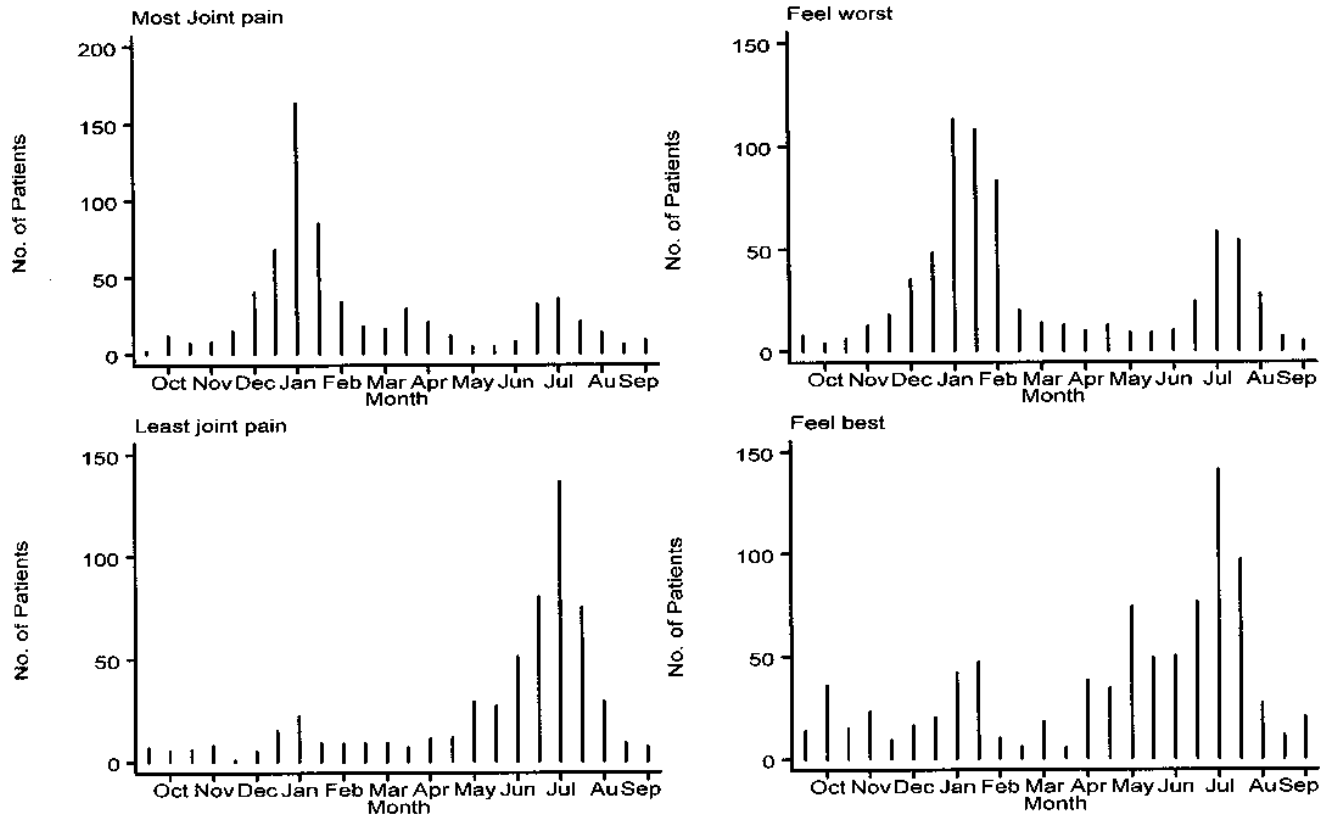 Most Joint pain
200
150
100
50
0
No. of Patients
Oct Nov Dec Jan Feb Mar Apr May Jun Jul Au Sep
Month
Feel worst
150
100
50
0
No. of Patients
Oct Nov Dec Jan Feb Mar Apr May Jun Jul Au Sep
Month
Least joint pain
150
100
50
0
No. of Patients
Oct Nov Dec Jan Feb Mar Apr May Jun Jul Au Sep
Month
Feel best
150
100
50
0
No. of Patients
Oct Nov Dec Jan Feb Mar Apr May Jun Jul Au Sep
Month